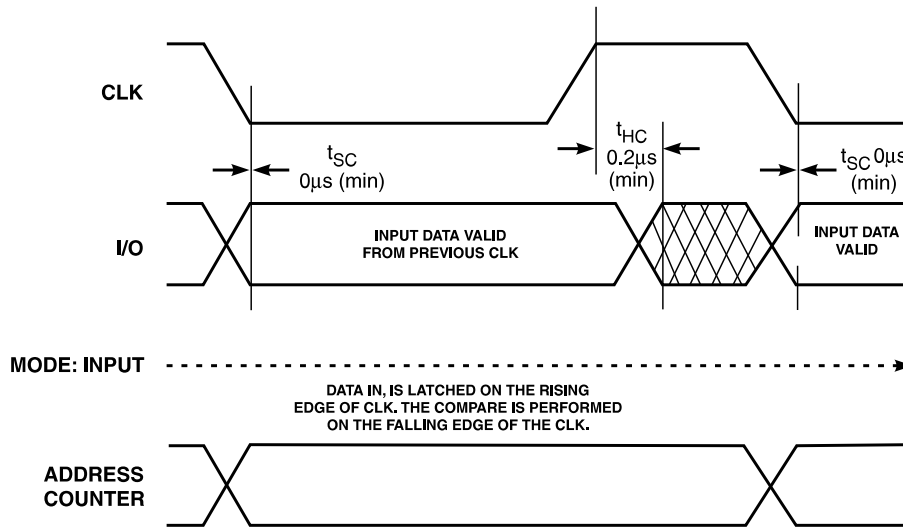 CLK
tSC
0µs (min)
tHC
0.2µs
(min)
tSC 0µs
(min)
I/O
INPUT DATA VALID
FROM PREVIOUS CLK
INPUT DATA
VALID
MODE: INPUT
DATA IN, IS LATCHED ON THE RISING
EDGE OF CLK. THE COMPARE IS PERFORMED
ON THE FALLING EDGE OF THE CLK.
ADDRESS
COUNTER